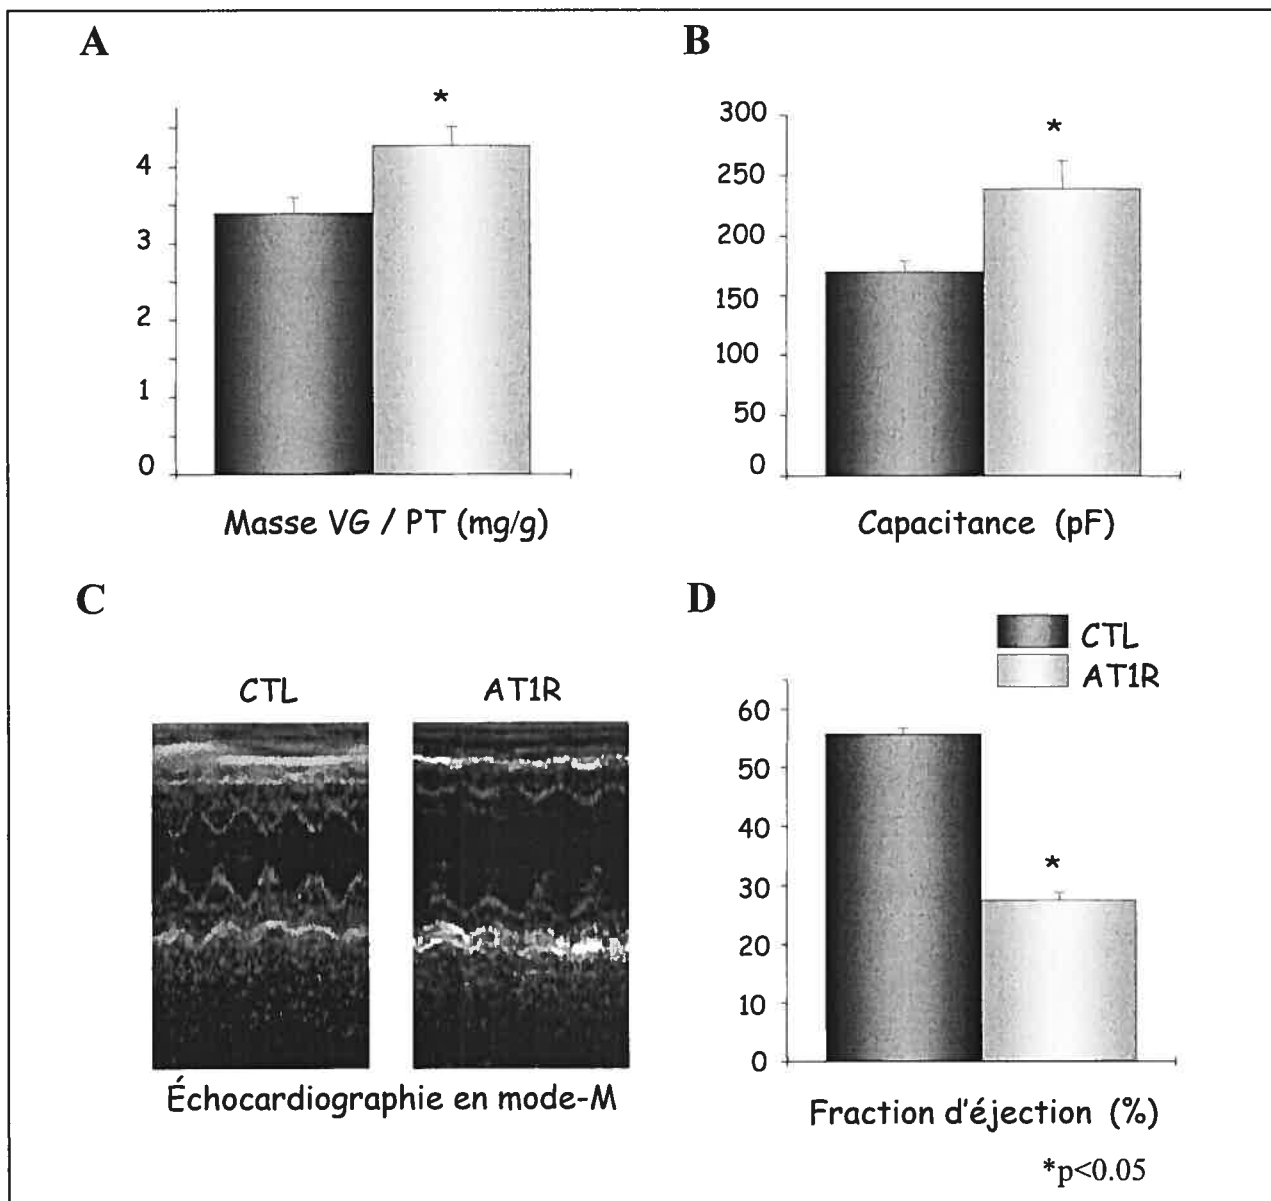 A
*
4
3
2
1
0
Masse VG / PT (mg/g)
B
*
300
250
200
150
100
50
0
Capacitance (pF)
C
CTL
AT1R
Échocardiographie en mode-M
D
CTL
AT1R
60
50
40
30
20
10
0
*
Fraction d'éjection (%)
*p<0.05